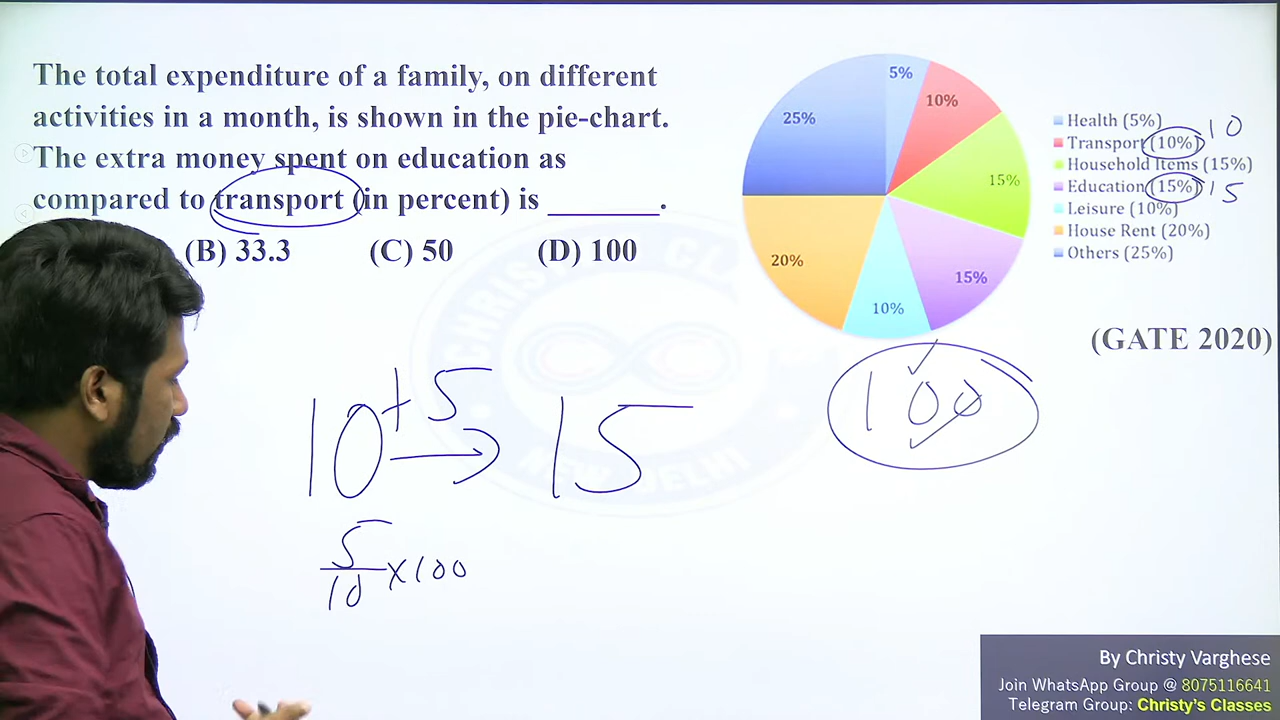 The total expenditure of a family, on different
activities in a month, is shown in the pie-chart.
The extra money spent on education as
compared to transport (in percent) is ________.
(B) 33.3 (C) 50 (D) 100
5%
10%
15%
15%
10%
20%
25%
Health (5%)
Transport (10%) 10
Household Items (15%)
Education (15%) 15
Leisure (10%)
House Rent (20%)
Others (25%)
(GATE 2020)
100
10 +5 → 15
5/10 × 100
NEW DELHI
By Christy Varghese
Join WhatsApp Group @ 8075116641
Telegram Group: Christy's Classes